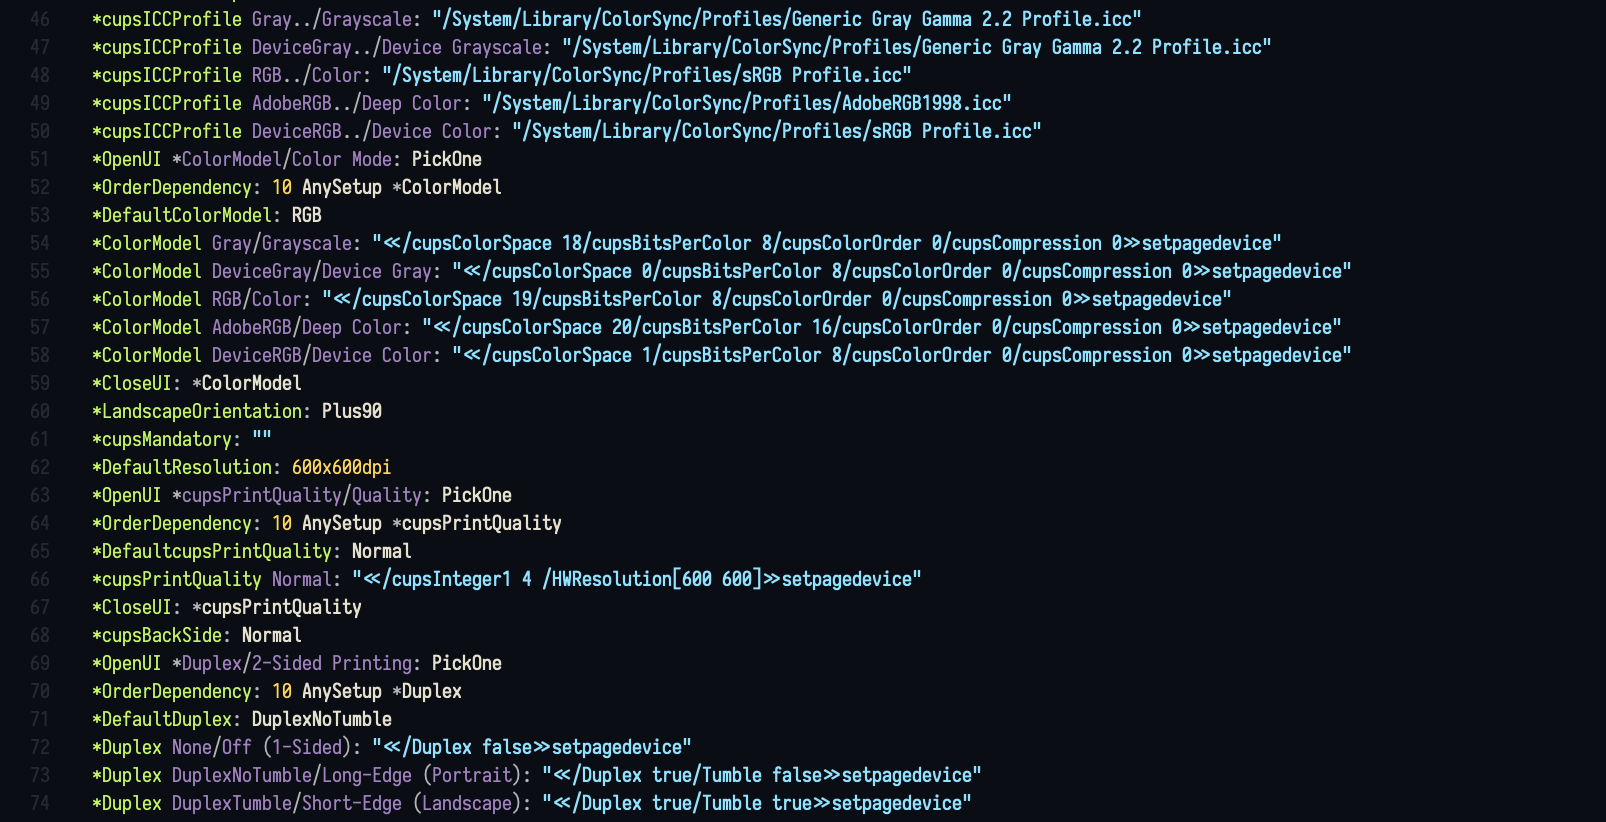 46 *cupsICCProfile Gray../Grayscale: "/System/Library/ColorSync/Profiles/Generic Gray Gamma 2.2 Profile.icc"
47 *cupsICCProfile DeviceGray../Device Grayscale: "/System/Library/ColorSync/Profiles/Generic Gray Gamma 2.2 Profile.icc"
48 *cupsICCProfile RGB../Color: "/System/Library/ColorSync/Profiles/sRGB Profile.icc"
49 *cupsICCProfile AdobeRGB../Deep Color: "/System/Library/ColorSync/Profiles/AdobeRGB1998.icc"
50 *cupsICCProfile DeviceRGB../Device Color: "/System/Library/ColorSync/Profiles/sRGB Profile.icc"
51 *OpenUI *ColorModel/Color Mode: PickOne
52 *OrderDependency: 10 AnySetup *ColorModel
53 *DefaultColorModel: RGB
54 *ColorModel Gray/Grayscale: "<</cupsColorSpace 18/cupsBitsPerColor 8/cupsColorOrder 0/cupsCompression 0>>setpagedevice"
55 *ColorModel DeviceGray/Device Gray: "<</cupsColorSpace 0/cupsBitsPerColor 8/cupsColorOrder 0/cupsCompression 0>>setpagedevice"
56 *ColorModel RGB/Color: "<</cupsColorSpace 19/cupsBitsPerColor 8/cupsColorOrder 0/cupsCompression 0>>setpagedevice"
57 *ColorModel AdobeRGB/Deep Color: "<</cupsColorSpace 20/cupsBitsPerColor 16/cupsColorOrder 0/cupsCompression 0>>setpagedevice"
58 *ColorModel DeviceRGB/Device Color: "<</cupsColorSpace 1/cupsBitsPerColor 8/cupsColorOrder 0/cupsCompression 0>>setpagedevice"
59 *CloseUI: *ColorModel
60 *LandscapeOrientation: Plus90
61 *cupsMandatory: ""
62 *DefaultResolution: 600x600dpi
63 *OpenUI *cupsPrintQuality/Quality: PickOne
64 *OrderDependency: 10 AnySetup *cupsPrintQuality
65 *DefaultcupsPrintQuality: Normal
66 *cupsPrintQuality Normal: "<</cupsInteger1 4 /HWResolution[600 600]>>setpagedevice"
67 *CloseUI: *cupsPrintQuality
68 *cupsBackSide: Normal
69 *OpenUI *Duplex/2-Sided Printing: PickOne
70 *OrderDependency: 10 AnySetup *Duplex
71 *DefaultDuplex: DuplexNoTumble
72 *Duplex None/Off (1-Sided): "<</Duplex false>>setpagedevice"
73 *Duplex DuplexNoTumble/Long-Edge (Portrait): "<</Duplex true/Tumble false>>setpagedevice"
74 *Duplex DuplexTumble/Short-Edge (Landscape): "<</Duplex true/Tumble true>>setpagedevice"